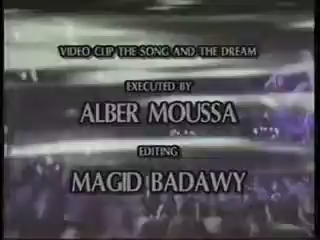 VIDEO CLIP THE SONG AND THE DREAM
EXECUTED BY
ALBER MOUSSA
EDITING
MAGID BADAWY